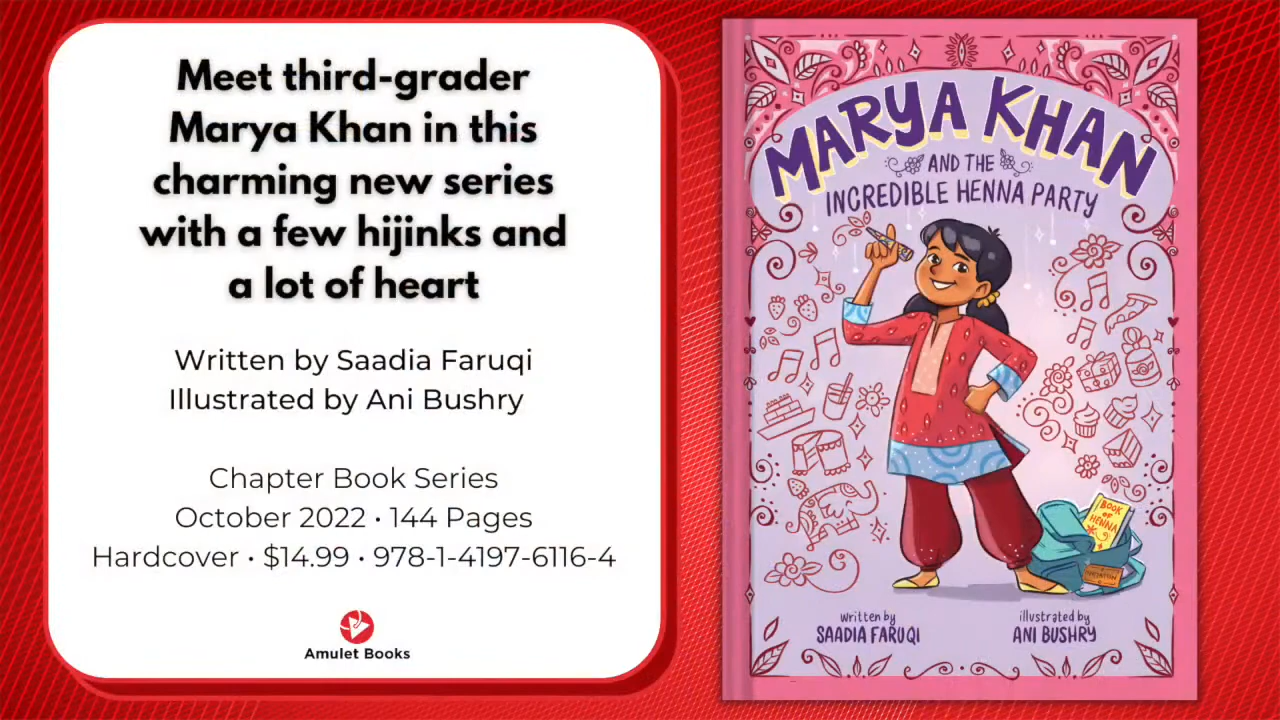 Meet third-grader
Marya Khan in this
charming new series
with a few hijinks and
a lot of heart
Written by Saadia Faruqi
Illustrated by Ani Bushry
Chapter Book Series
October 2022 • 144 Pages
Hardcover • $14.99 • 978-1-4197-6116-4
Amulet Books
MARYA KHAN
AND THE
INCREDIBLE HENNA PARTY
BOOK
OF
HENNA
written by
SAADIA FARUQI
illustrated by
ANI BUSHRY